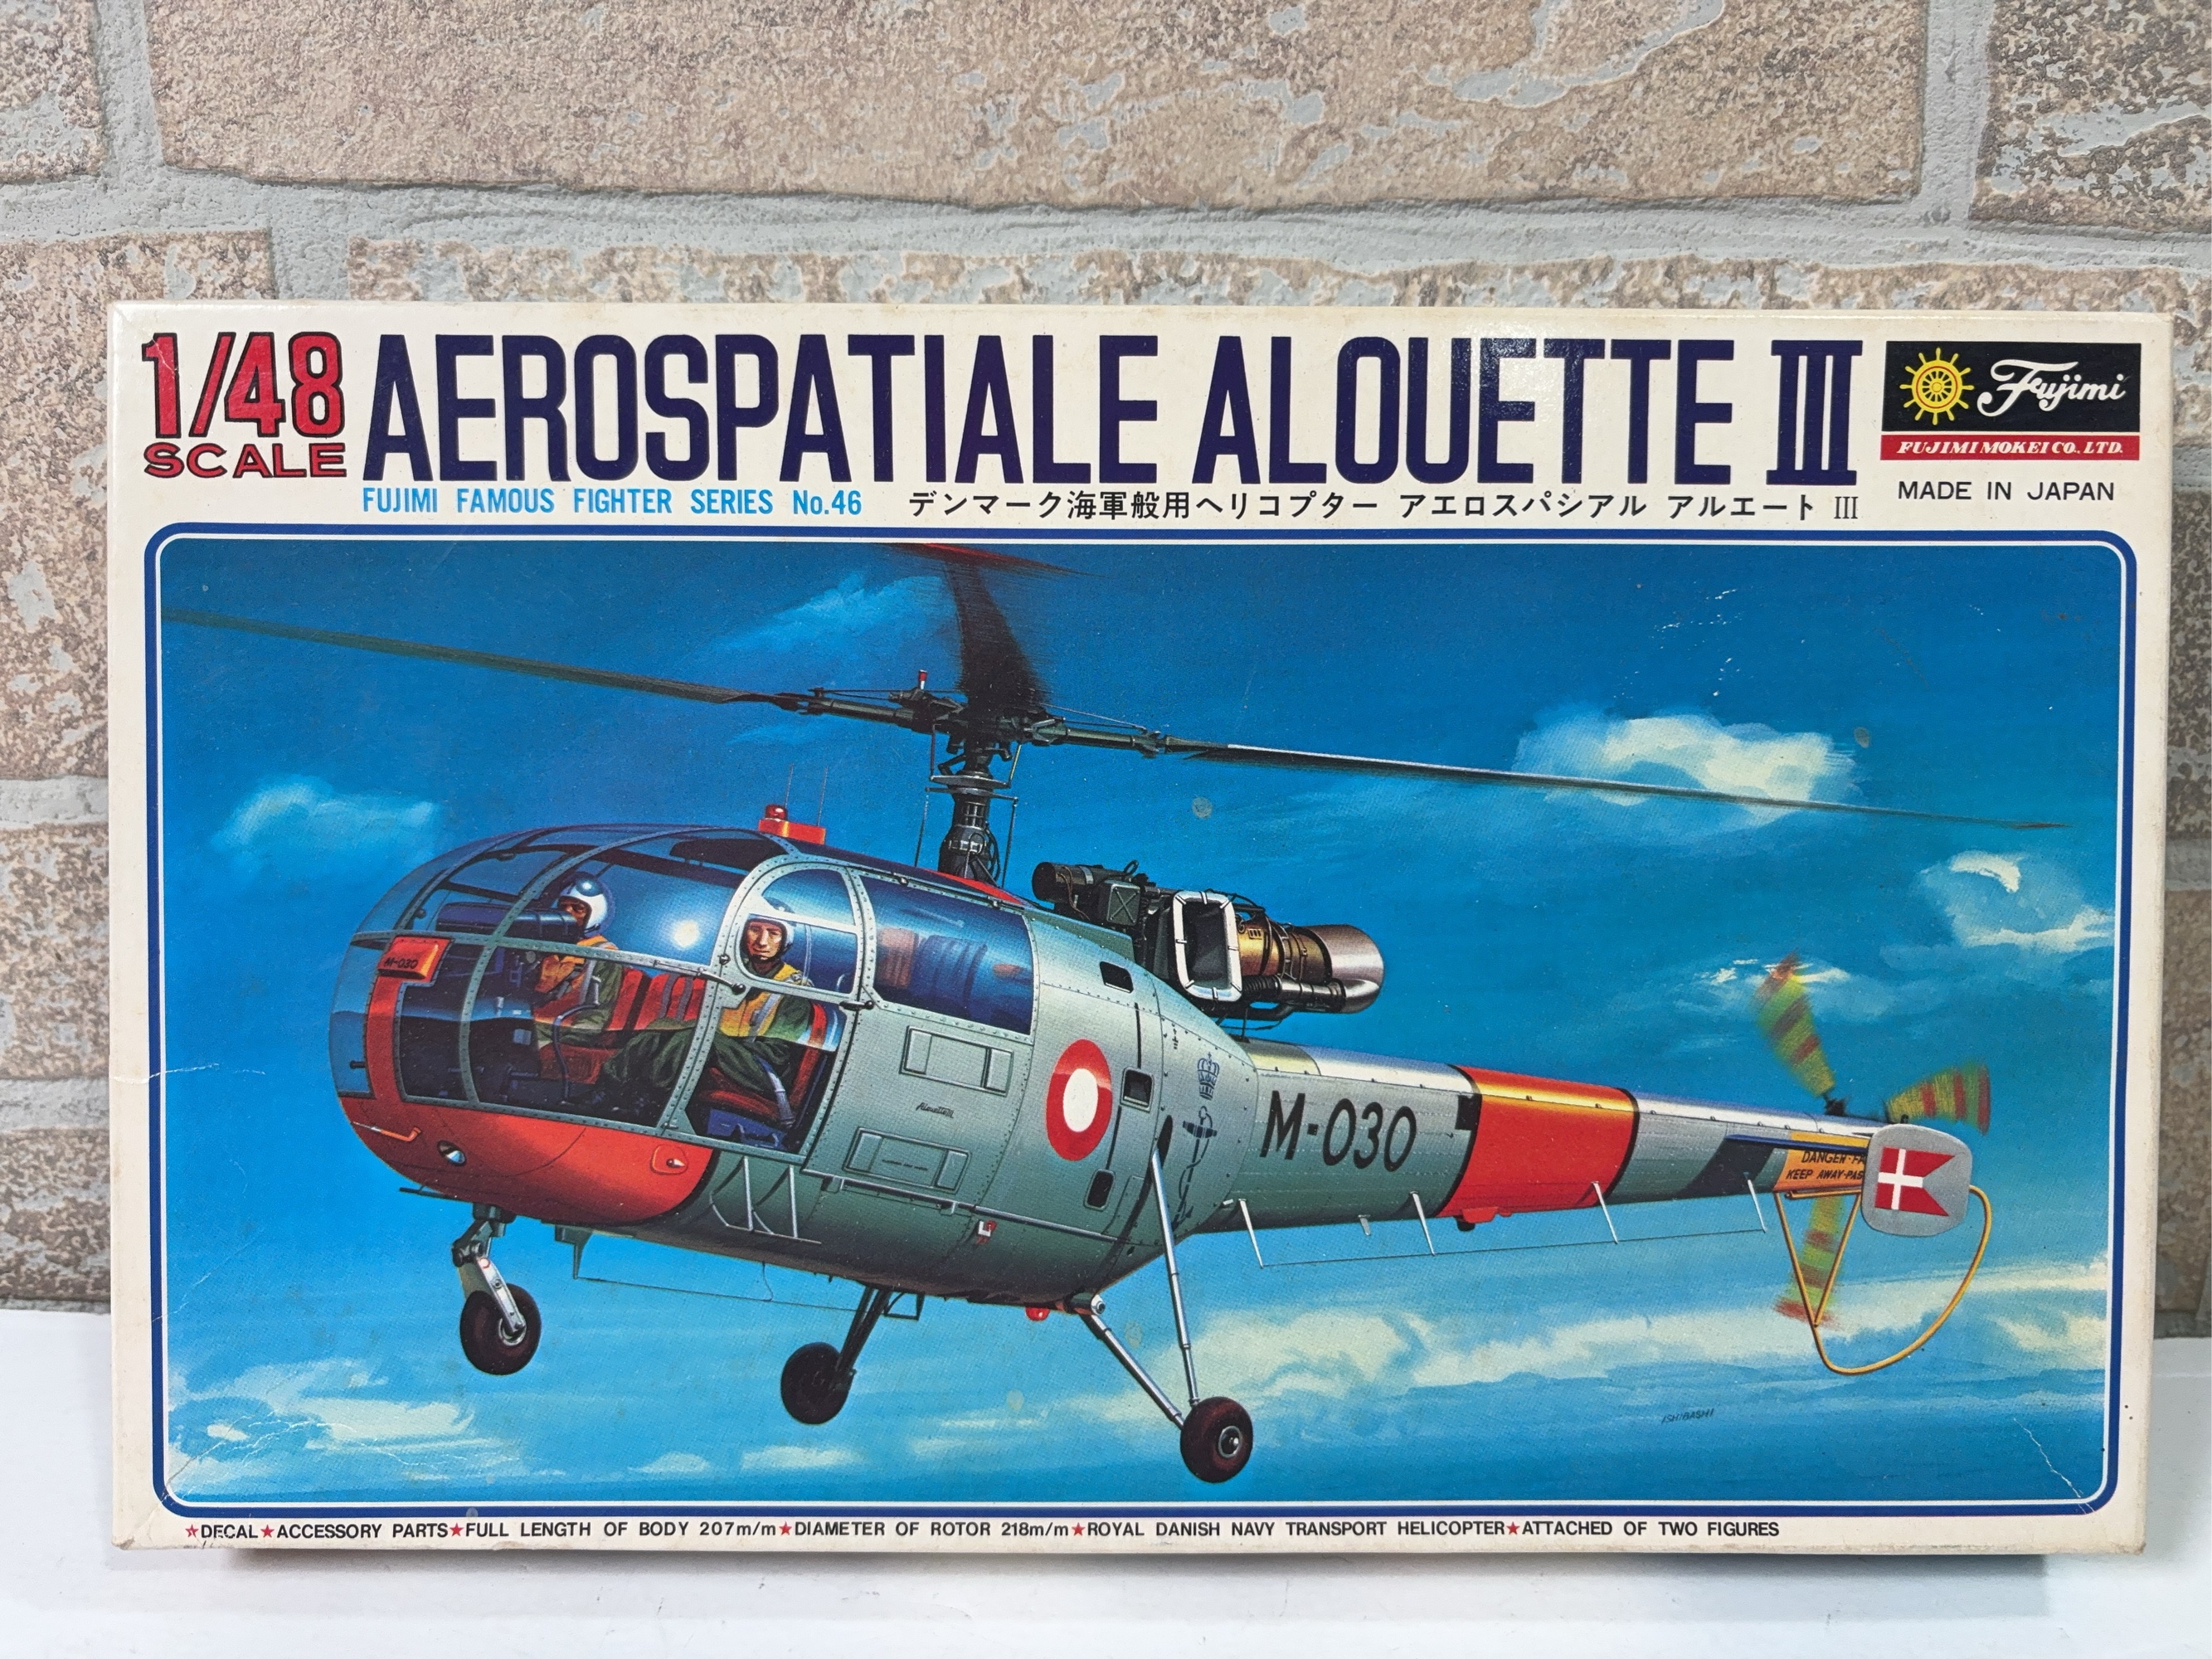 1/48
SCALE
AEROSPATIALE ALOUETTE III
Fujimi
FUJIMI MOKEI CO., LTD.
MADE IN JAPAN
FUJIMI FAMOUS FIGHTER SERIES No.46 デンマーク海軍般用ヘリコプター アエロスパシアル アルエート III
M-030
Alouette III
M-030
DANGER-
KEEP AWAY-
ISHIBASHI
☆DECAL★ACCESSORY PARTS★FULL LENGTH OF BODY 207m/m★DIAMETER OF ROTOR 218m/m★ROYAL DANISH NAVY TRANSPORT HELICOPTER★ATTACHED OF TWO FIGURES